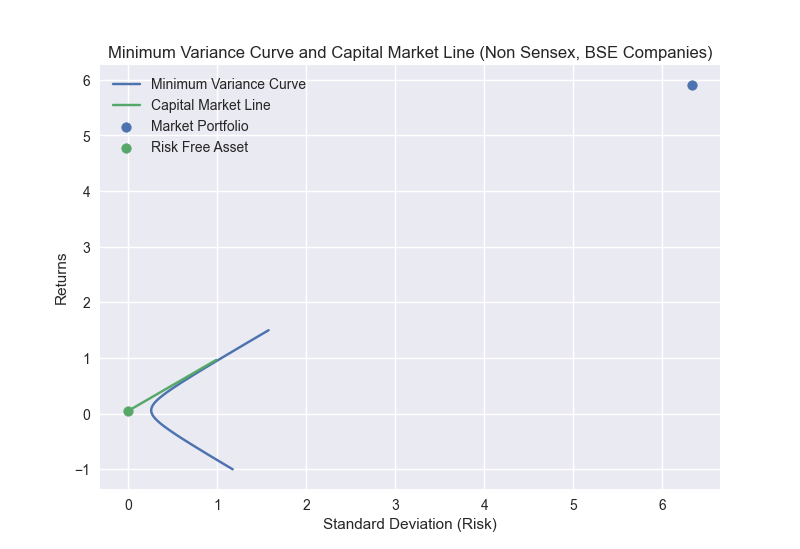 Minimum Variance Curve and Capital Market Line (Non Sensex, BSE Companies)
Minimum Variance Curve
Capital Market Line
Market Portfolio
Risk Free Asset
6
5
4
3
2
1
0
−1
Returns
0 1 2 3 4 5 6
Standard Deviation (Risk)